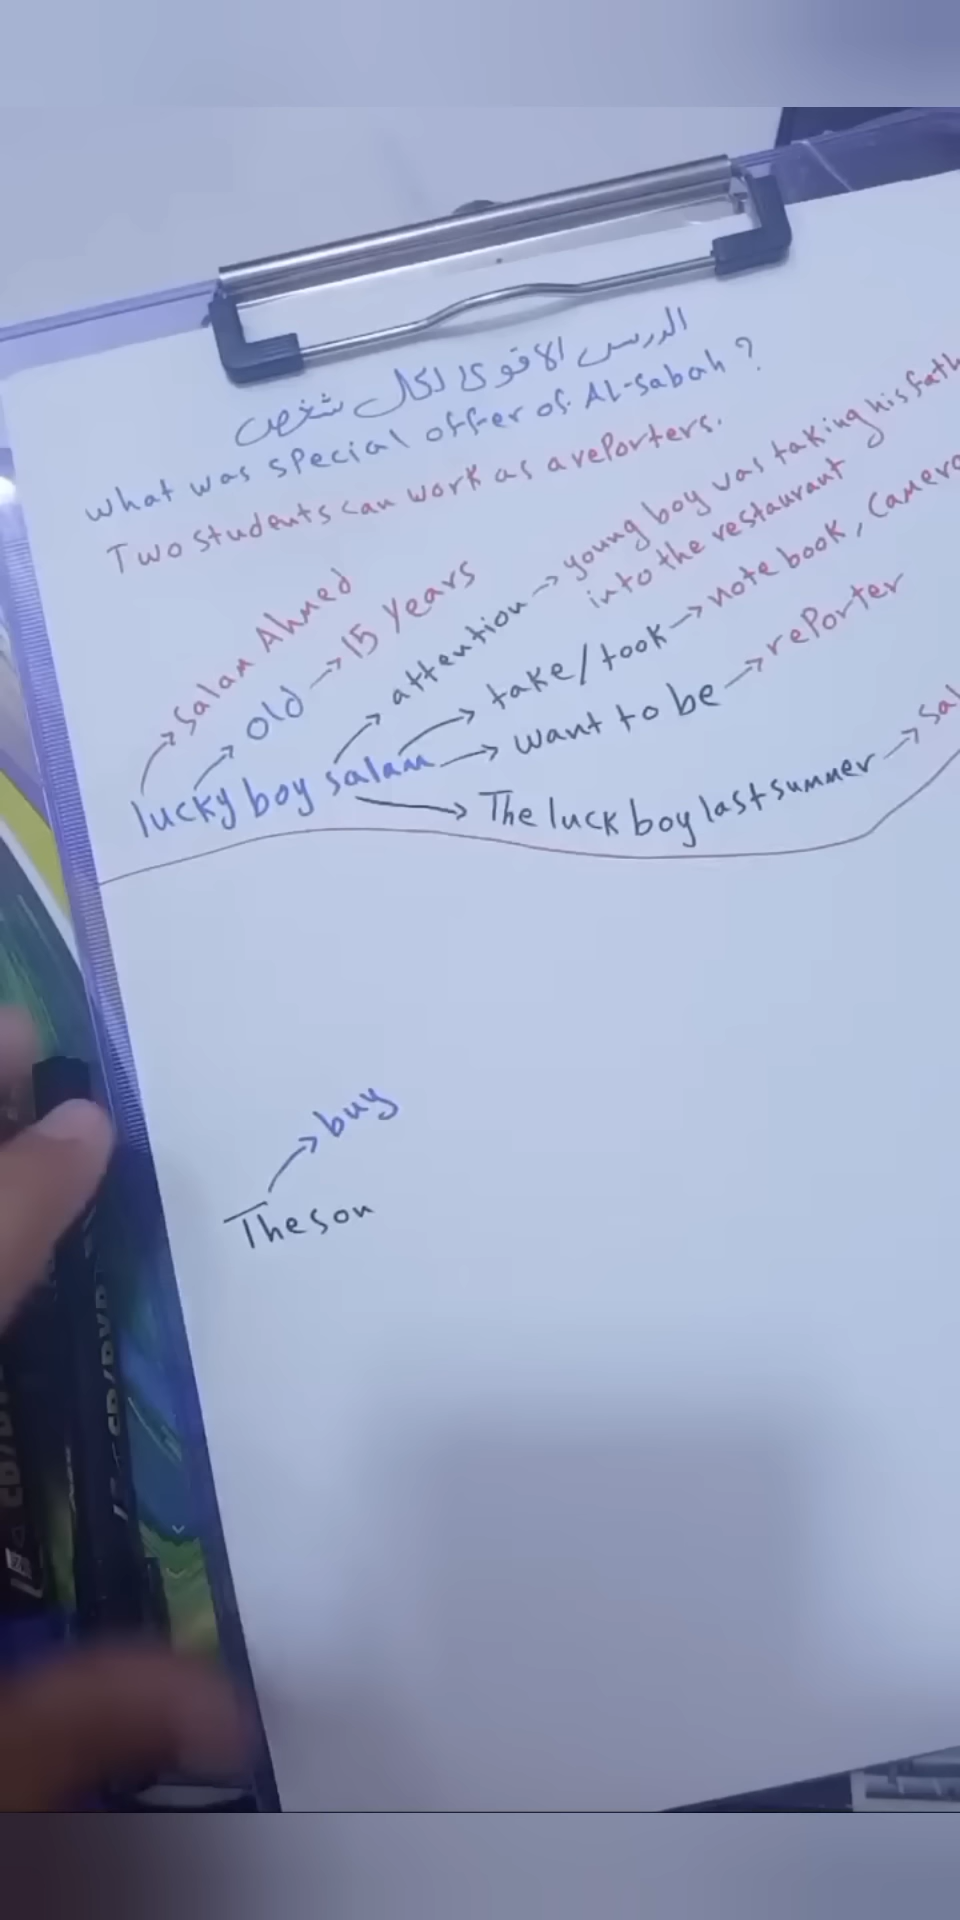 الدرس الاقوى لكل شخص
what was special offer of AL-Sabah ?
Two students can work as a reporters.
salam Ahmed
old → 15 years
attention → young boy was taking his fath
into the restaurant
take / took → note book, Camera
want to be → reporter
lucky boy salam
The luck boy last summer → sal
buy
The son
CD/DVD